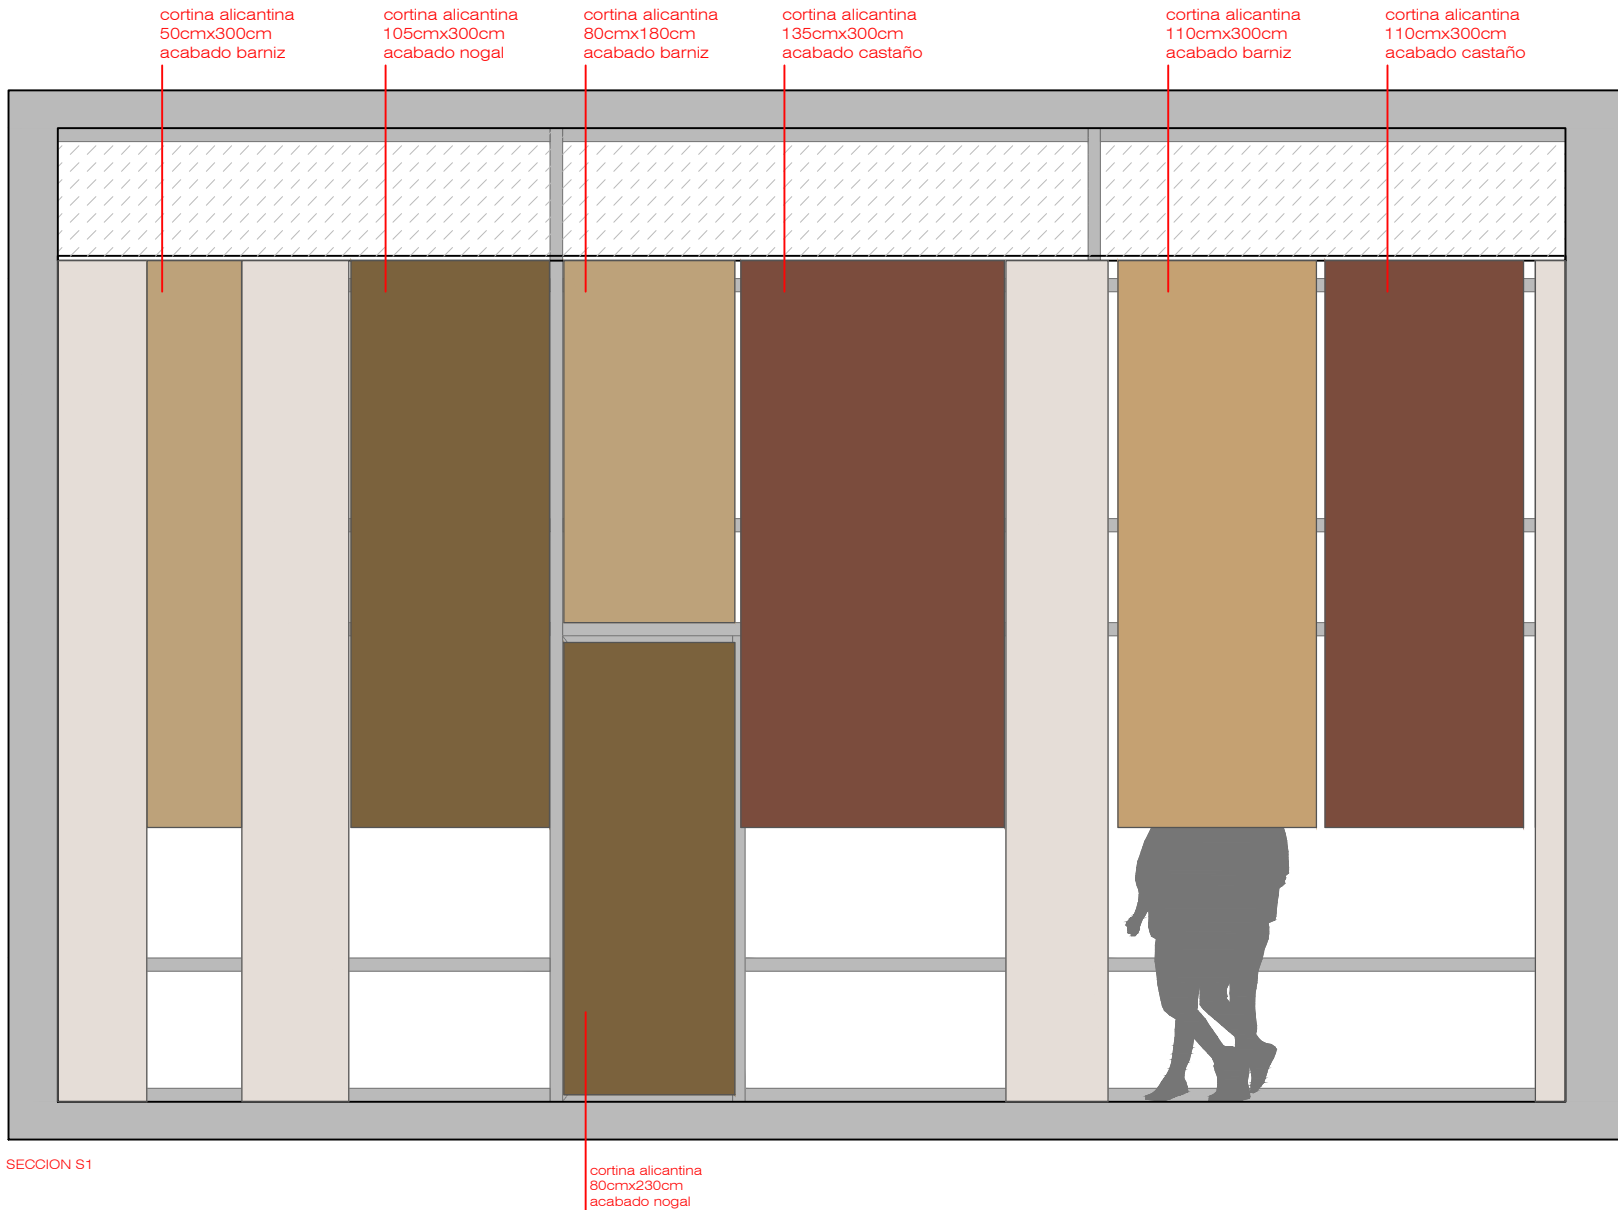 cortina alicantina
50cmx300cm
acabado barniz
cortina alicantina
105cmx300cm
acabado nogal
cortina alicantina
80cmx180cm
acabado barniz
cortina alicantina
135cmx300cm
acabado castaño
cortina alicantina
110cmx300cm
acabado barniz
cortina alicantina
110cmx300cm
acabado castaño
SECCION S1
cortina alicantina
80cmx230cm
acabado nogal